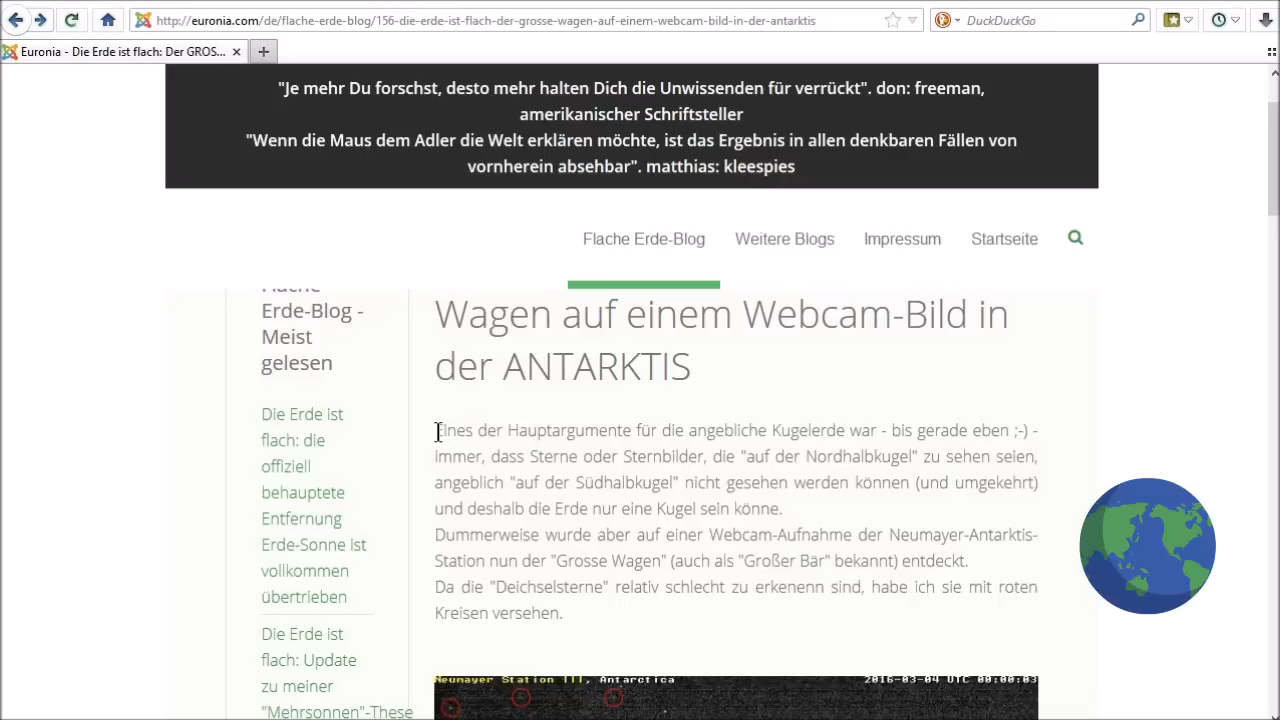 http://euronia.com/de/flache-erde-blog/156-die-erde-ist-flach-der-grosse-wagen-auf-einem-webcam-bild-in-der-antarktis
DuckDuckGo
Euronia - Die Erde ist flach: Der GROS...
"Je mehr Du forschst, desto mehr halten Dich die Unwissenden für verrückt". don: freeman,
amerikanischer Schriftsteller
"Wenn die Maus dem Adler die Welt erklären möchte, ist das Ergebnis in allen denkbaren Fällen von
vornherein absehbar". matthias: kleespies
Flache Erde-Blog
Weitere Blogs
Impressum
Startseite
Flache
Erde-Blog -
Meist
gelesen
Die Erde ist
flach: die
offiziell
behauptete
Entfernung
Erde-Sonne ist
vollkommen
übertrieben
Die Erde ist
flach: Update
zu meiner
"Mehrsonnen"-These
Wagen auf einem Webcam-Bild in
der ANTARKTIS
Eines der Hauptargumente für die angebliche Kugelerde war - bis gerade eben ;-) -
immer, dass Sterne oder Sternbilder, die "auf der Nordhalbkugel" zu sehen seien,
angeblich "auf der Südhalbkugel" nicht gesehen werden können (und umgekehrt)
und deshalb die Erde nur eine Kugel sein könne.
Dummerweise wurde aber auf einer Webcam-Aufnahme der Neumayer-Antarktis-
Station nun der "Grosse Wagen" (auch als "Großer Bär" bekannt) entdeckt.
Da die "Deichselsterne" relativ schlecht zu erkenenn sind, habe ich sie mit roten
Kreisen versehen.
Neumayer Station III, Antarctica
2016-03-04 UTC 00:00:03